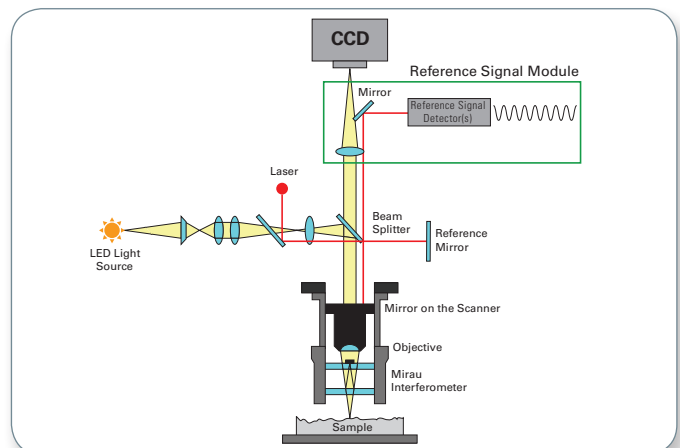 CCD
Reference Signal Module
Mirror
Reference Signal
Detector(s)
Laser
Beam
Splitter
Reference
Mirror
LED Light
Source
Mirror on the Scanner
Objective
Mirau
Interferometer
Sample